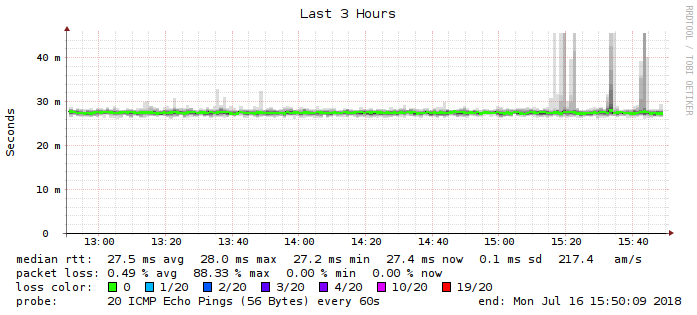 Last 3 Hours
RRDTOOL / TOBI OETIKER
Seconds
40 m
30 m
20 m
10 m
0
13:00 13:20 13:40 14:00 14:20 14:40 15:00 15:20 15:40
median rtt: 27.5 ms avg 28.0 ms max 27.2 ms min 27.4 ms now 0.1 ms sd 217.4 am/s
packet loss: 0.49 % avg 88.33 % max 0.00 % min 0.00 % now
loss color: 0 1/20 2/20 3/20 4/20 10/20 19/20
probe: 20 ICMP Echo Pings (56 Bytes) every 60s end: Mon Jul 16 15:50:09 2018